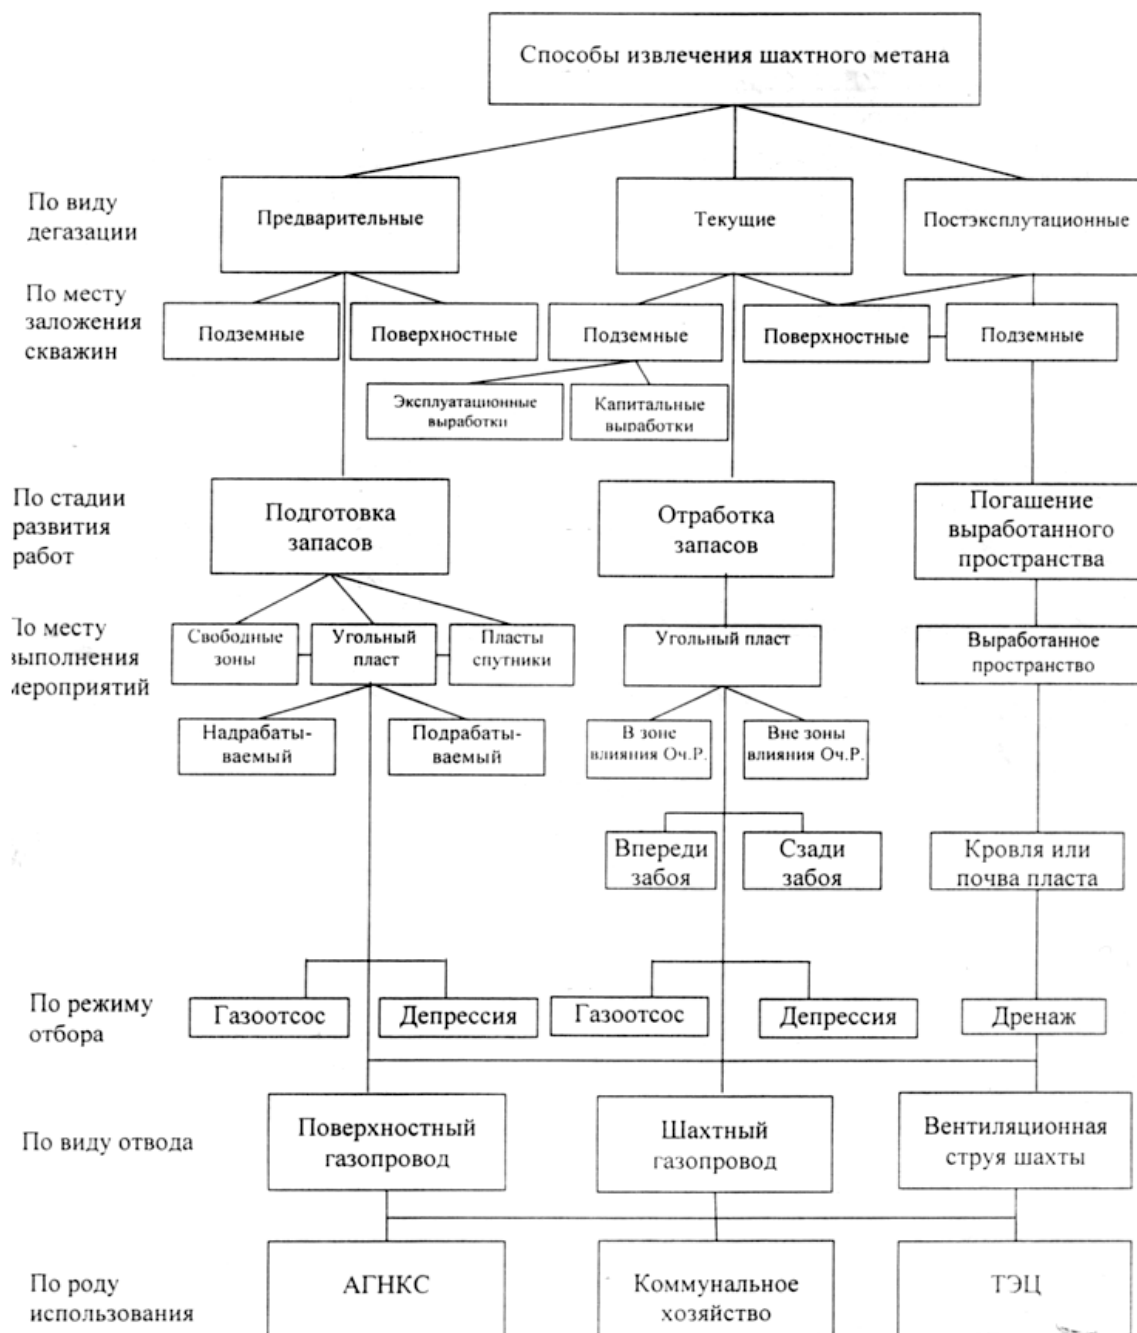 Способы извлечения шахтного метана
По виду
дегазации
Предварительные
Текущие
Постэксплутационные
По месту
заложения
скважин
Подземные
Поверхностные
Подземные
Поверхностные
Подземные
Эксплуатационные
выработки
Капитальные
выработки
По стадии
развития
работ
Подготовка
запасов
Отработка
запасов
Погашение
выработанного
пространства
По месту
выполнения
мероприятий
Свободные
зоны
Угольный
пласт
Пласты
спутники
Угольный пласт
Выработанное
пространство
Надрабаты-
ваемый
Подрабаты-
ваемый
В зоне
влияния Оч.Р.
Вне зоны
влияния Оч.Р.
Впереди
забоя
Сзади
забоя
Кровля или
почва пласта
По режиму
отбора
Газоотсос
Депрессия
Газоотсос
Депрессия
Дренаж
По виду отвода
Поверхностный
газопровод
Шахтный
газопровод
Вентиляционная
струя шахты
По роду
использования
АГНКС
Коммунальное
хозяйство
ТЭЦ